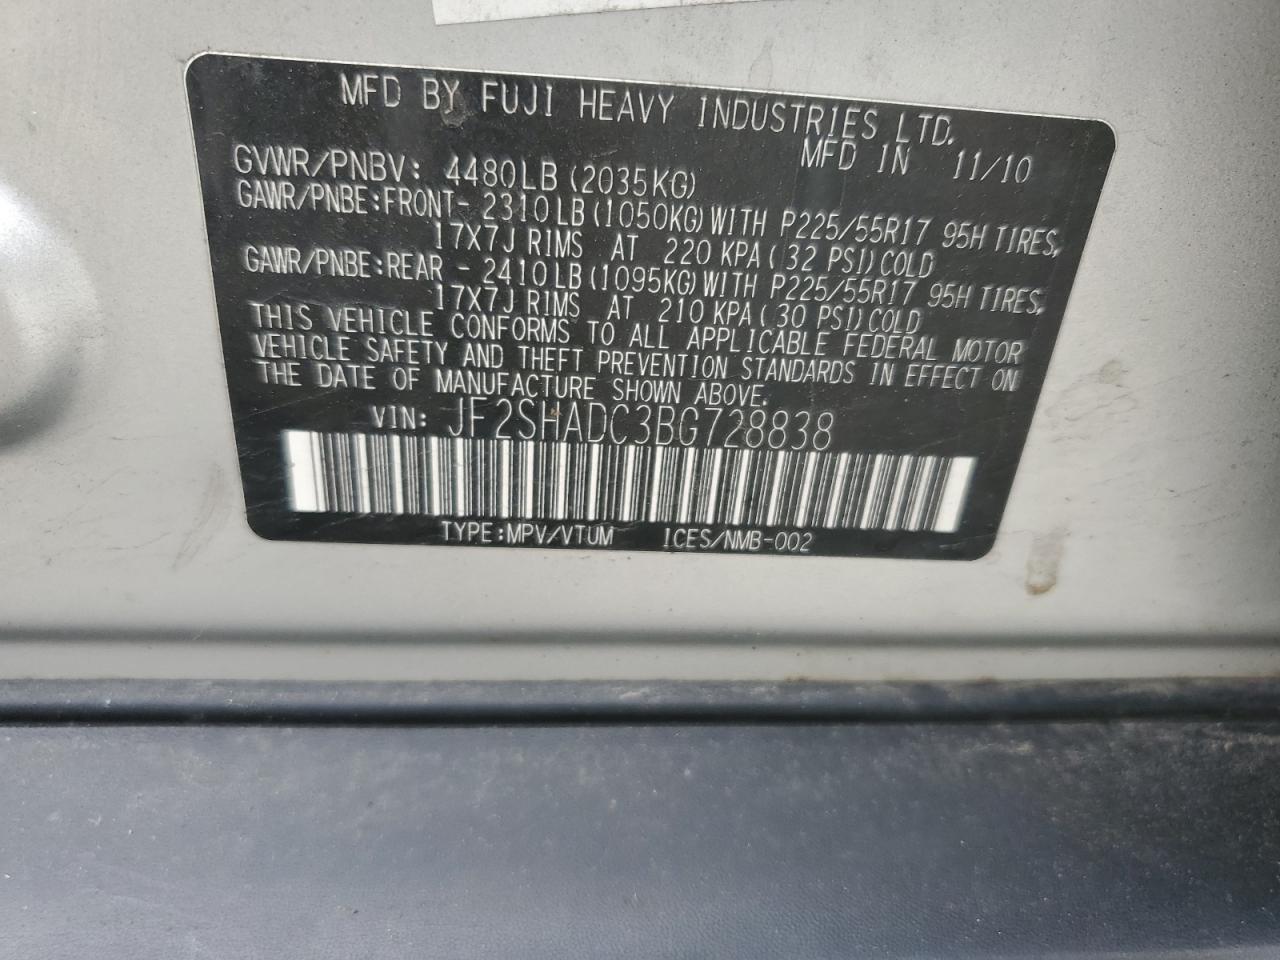 MFD BY FUJI HEAVY INDUSTRIES LTD.
MFD IN 11/10
GVWR/PNBV: 4480LB (2035KG)
GAWR/PNBE:FRONT- 2310LB (1050KG) WITH P225/55R17 95H TIRES,
17X7J RIMS AT 220 KPA( 32 PSI) COLD
GAWR/PNBE:REAR - 2410LB (1095KG) WITH P225/55R17 95H TIRES,
17X7J RIMS AT 210 KPA( 30 PSI) COLD
THIS VEHICLE CONFORMS TO ALL APPLICABLE FEDERAL MOTOR
VEHICLE SAFETY AND THEFT PREVENTION STANDARDS IN EFFECT ON
THE DATE OF MANUFACTURE SHOWN ABOVE.
VIN: JF2SHADC3BG728838
TYPE:MPV/VTUM ICES/NMB-002